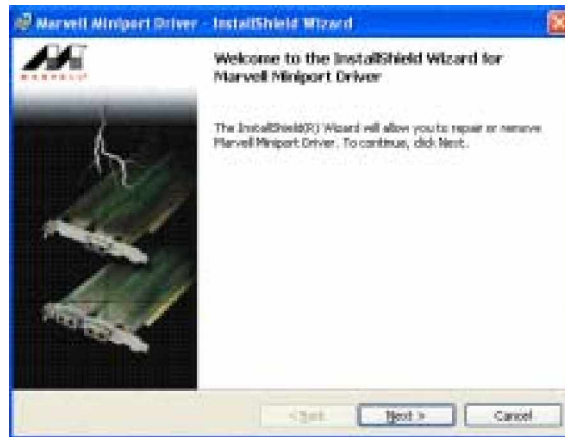 Marvell Miniport Driver - InstallShield Wizard
MARVELL
Welcome to the InstallShield Wizard for
Marvell Miniport Driver
The InstallShield(R) Wizard will allow you to repair or remove
Marvell Miniport Driver. To continue, click Next.
< Back
Next >
Cancel